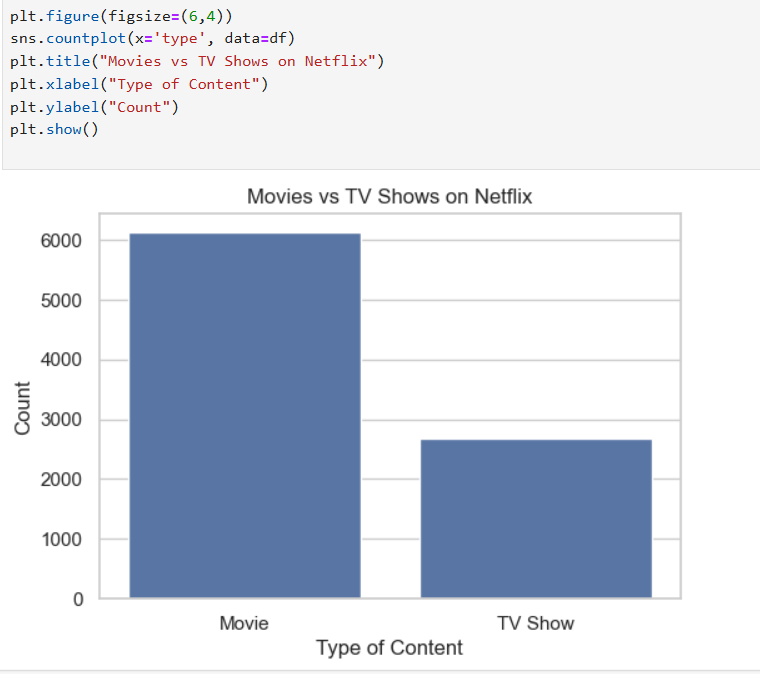 plt.figure(figsize=(6,4))
sns.countplot(x='type', data=df)
plt.title("Movies vs TV Shows on Netflix")
plt.xlabel("Type of Content")
plt.ylabel("Count")
plt.show()
Movies vs TV Shows on Netflix
6000
5000
4000
3000
2000
1000
0
Count
Movie TV Show
Type of Content